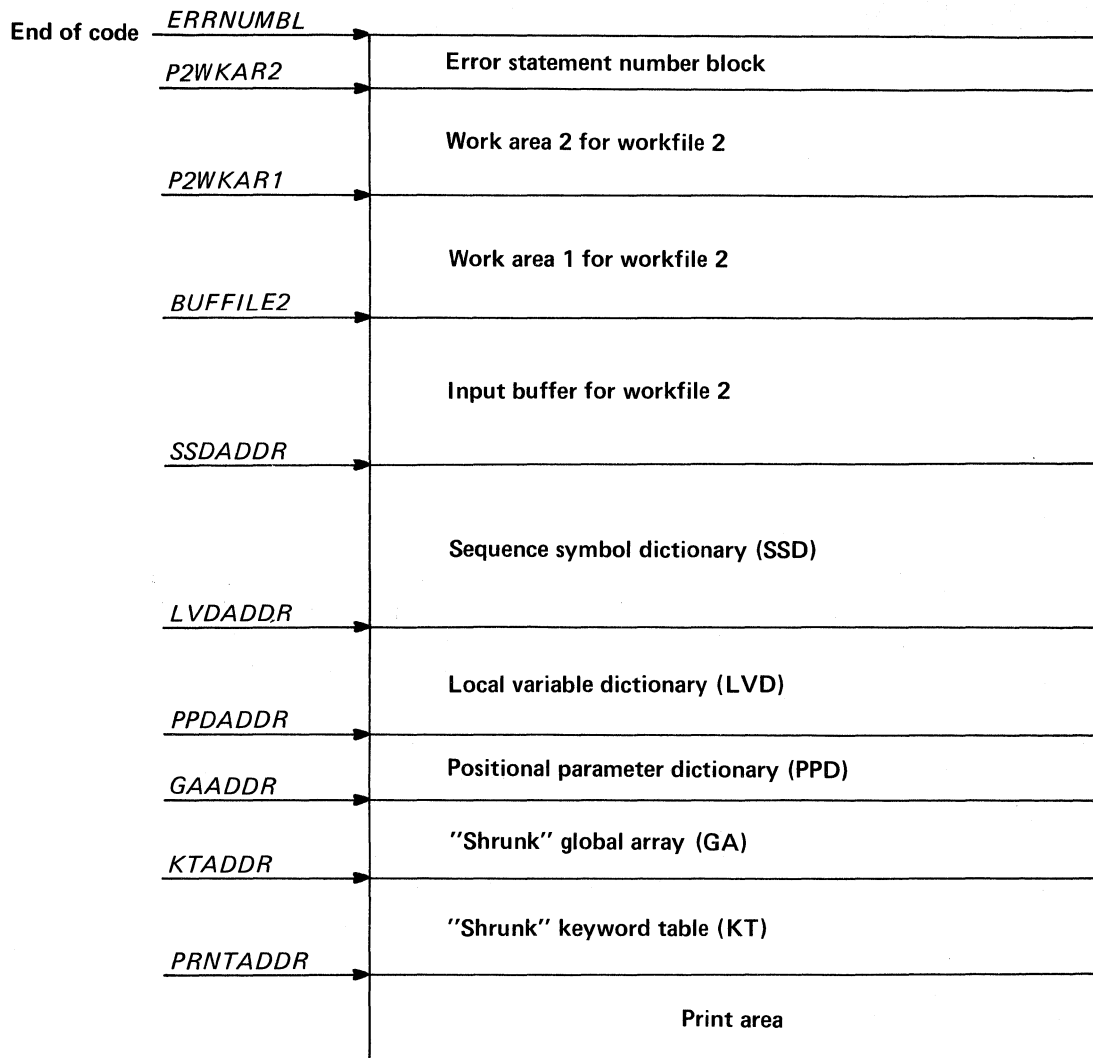 End of code ERRNUMBL
Error statement number block
P2WKAR2
Work area 2 for workfile 2
P2WKAR1
Work area 1 for workfile 2
BUFFILE2
Input buffer for workfile 2
SSDADDR
Sequence symbol dictionary (SSD)
LVDADDR
Local variable dictionary (LVD)
PPDADDR
Positional parameter dictionary (PPD)
GAADDR
"Shrunk" global array (GA)
KTADDR
"Shrunk" keyword table (KT)
PRNTADDR
Print area